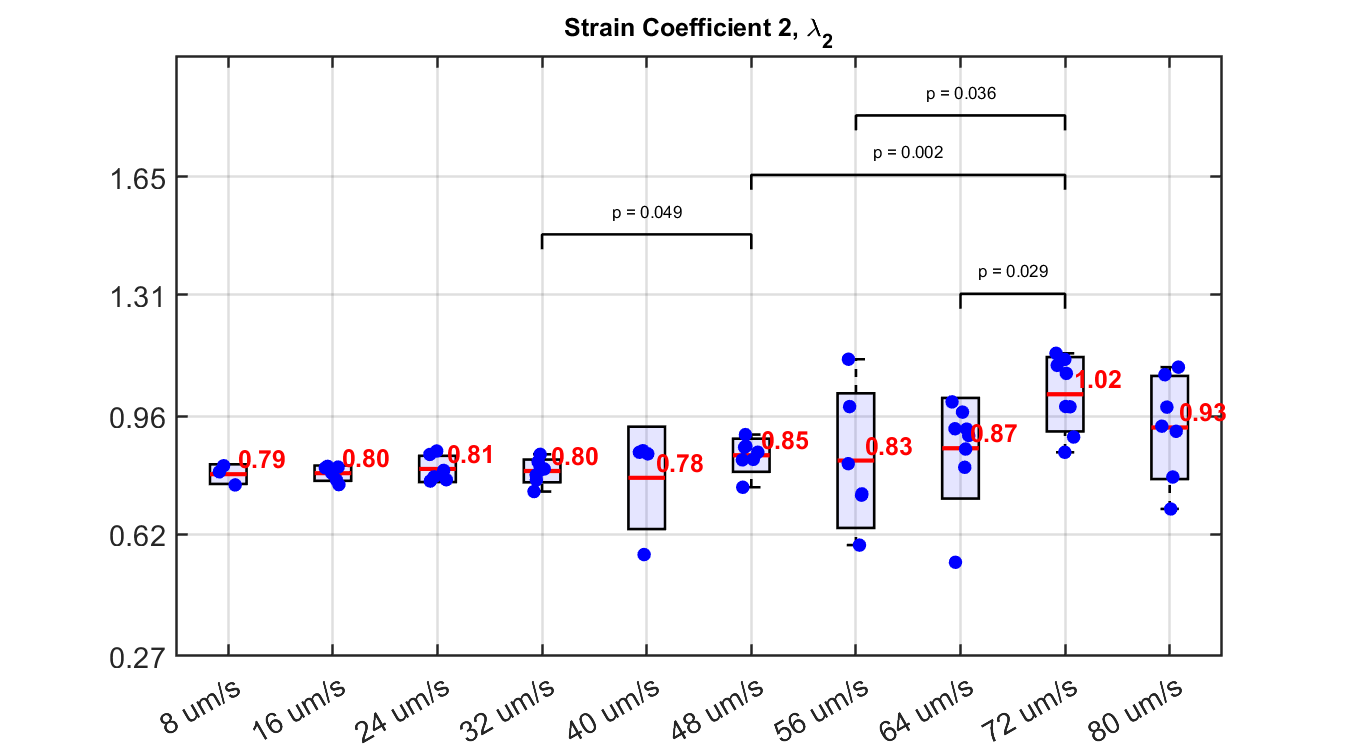 Strain Coefficient 2, λ2
p = 0.036
p = 0.002
1.65
p = 0.049
p = 0.029
1.31
1.02
0.96
0.93
0.79
0.80
0.81
0.80
0.78
0.85
0.83
0.87
0.62
0.27
8 um/s
16 um/s
24 um/s
32 um/s
40 um/s
48 um/s
56 um/s
64 um/s
72 um/s
80 um/s